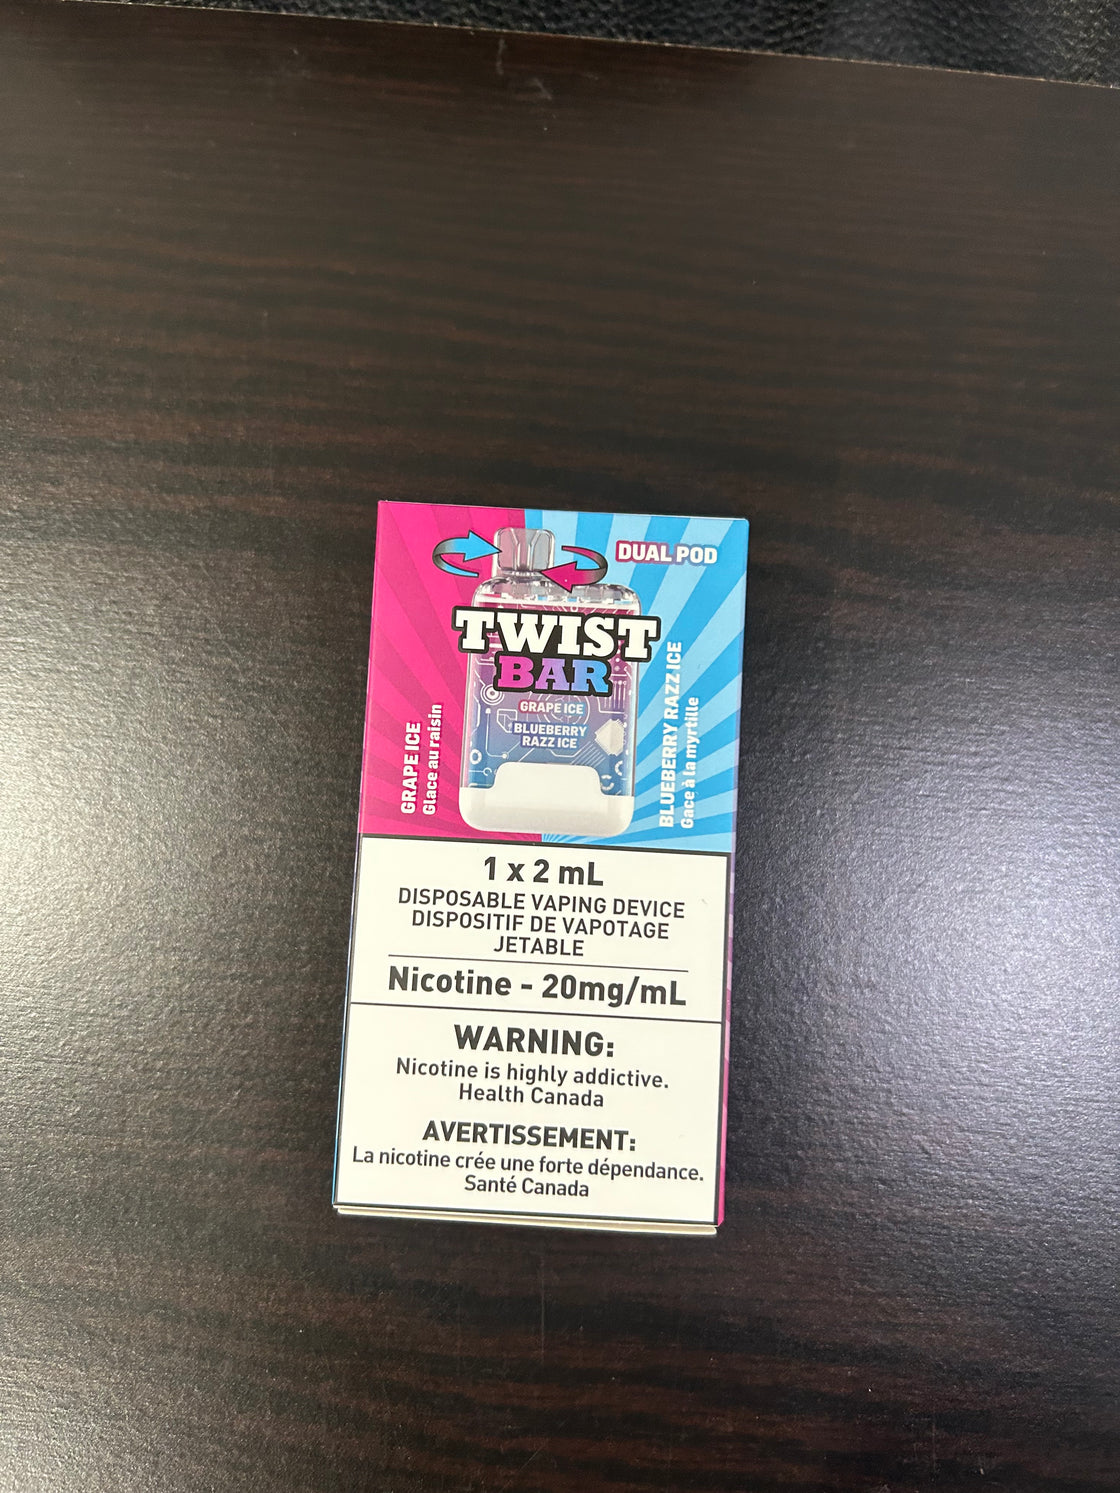 DUAL POD
TWIST
BAR
GRAPE ICE
BLUEBERRY
RAZZ ICE
GRAPE ICE
Glace au raisin
BLUEBERRY RAZZ ICE
Gace à la myrtille
1 x 2 mL
DISPOSABLE VAPING DEVICE
DISPOSITIF DE VAPOTAGE
JETABLE
Nicotine - 20mg/mL
WARNING:
Nicotine is highly addictive.
Health Canada
AVERTISSEMENT:
La nicotine crée une forte dépendance.
Santé Canada